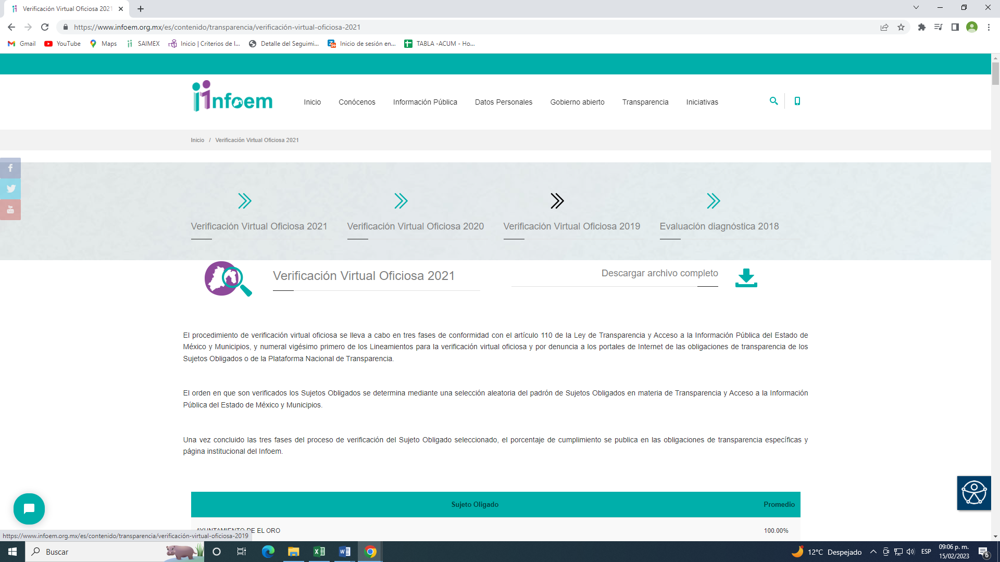 Verificación Virtual Oficiosa 2021
https://www.infoem.org.mx/es/contenido/transparencia/verificación-virtual-oficiosa-2021
Gmail YouTube Maps SAIMEX Inicio | Criterios de I... Detalle del Seguimi... Inicio de sesión en... TABLA -ACUM - Ho...
infoem
Inicio Conócenos Información Pública Datos Personales Gobierno abierto Transparencia Iniciativas
Inicio / Verificación Virtual Oficiosa 2021
Verificación Virtual Oficiosa 2021 Verificación Virtual Oficiosa 2020 Verificación Virtual Oficiosa 2019 Evaluación diagnóstica 2018
Verificación Virtual Oficiosa 2021
Descargar archivo completo
El procedimiento de verificación virtual oficiosa se lleva a cabo en tres fases de conformidad con el artículo 110 de la Ley de Transparencia y Acceso a la Información Pública del Estado de
México y Municipios, y numeral vigésimo primero de los Lineamientos para la verificación virtual oficiosa y por denuncia a los portales de Internet de las obligaciones de transparencia de los
Sujetos Obligados o de la Plataforma Nacional de Transparencia.
El orden en que son verificados los Sujetos Obligados se determina mediante una selección aleatoria del padrón de Sujetos Obligados en materia de Transparencia y Acceso a la Información
Pública del Estado de México y Municipios.
Una vez concluido las tres fases del proceso de verificación del Sujeto Obligado seleccionado, el porcentaje de cumplimiento se publica en las obligaciones de transparencia específicas y
página institucional del Infoem.
Sujeto Oligado Promedio
AYUNTAMIENTO DE EL ORO 100.00%
https://www.infoem.org.mx/es/contenido/transparencia/verificación-virtual-oficiosa-2019
Buscar
12°C Despejado
ESP
09:06 p. m.
15/02/2023
6